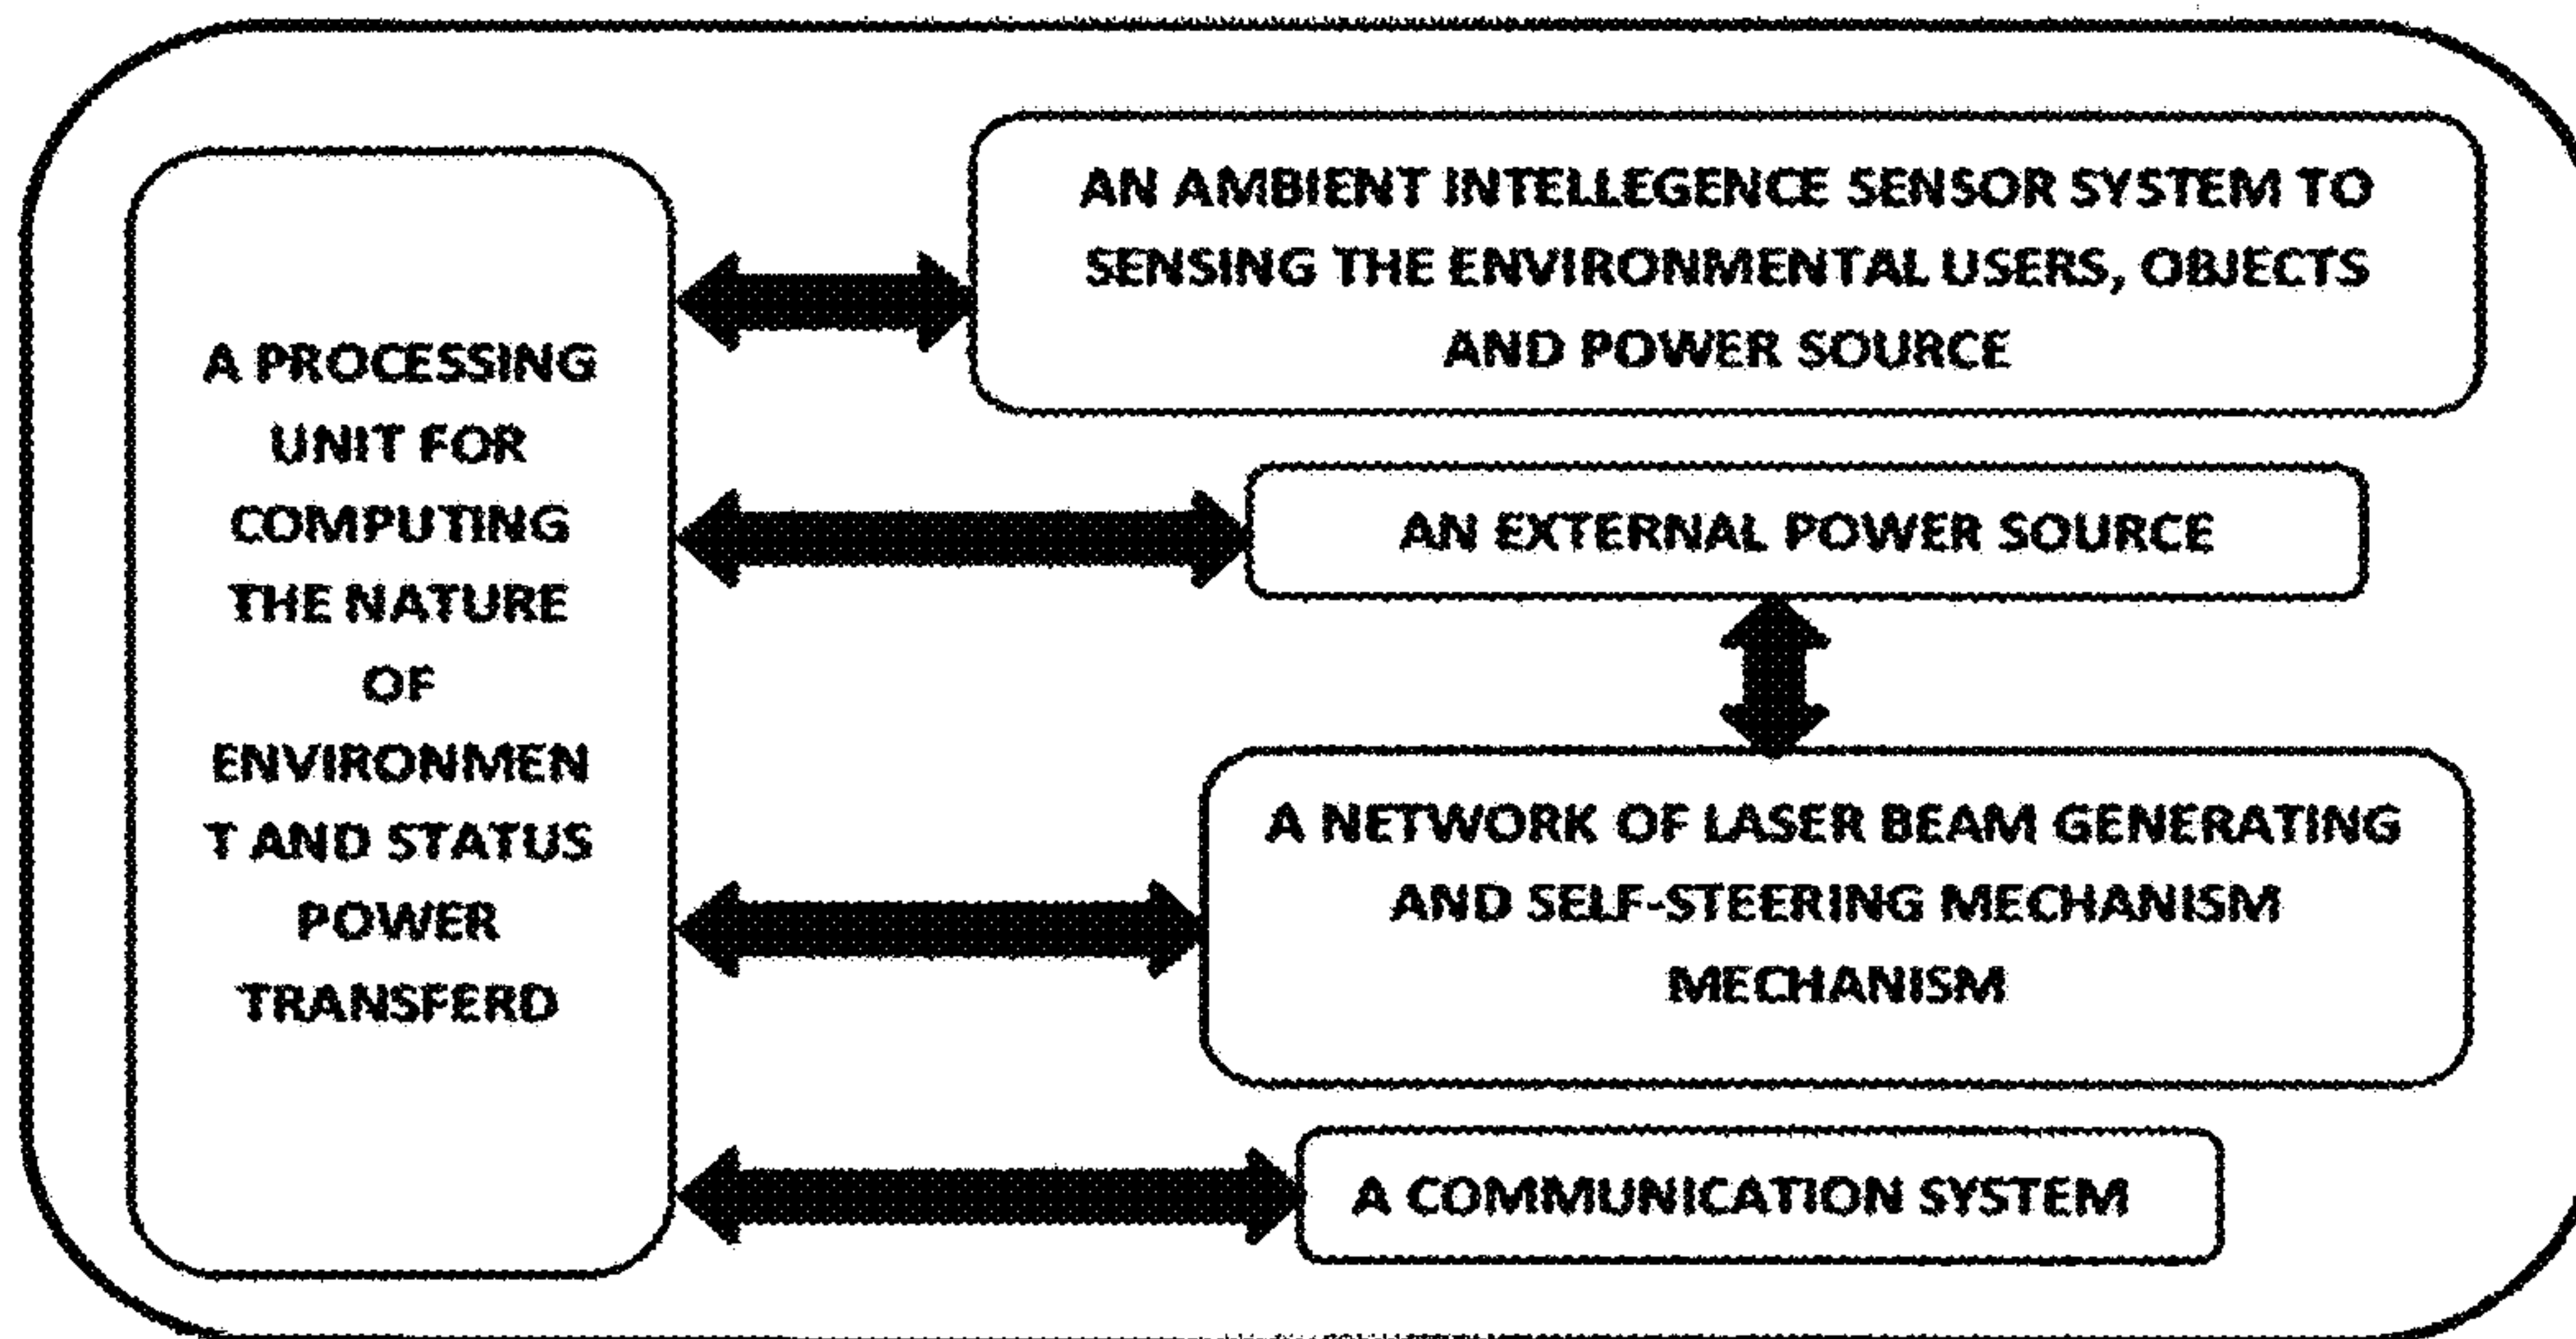 A PROCESSING
UNIT FOR
COMPUTING
THE NATURE
OF
ENVIRONMEN
T AND STATUS
POWER
TRANSFERD
AN AMBIENT INTELLEGENCE SENSOR SYSTEM TO
SENSING THE ENVIRONMENTAL USERS, OBJECTS
AND POWER SOURCE
AN EXTERNAL POWER SOURCE
A NETWORK OF LASER BEAM GENERATING
AND SELF-STEERING MECHANISM
MECHANISM
A COMMUNICATION SYSTEM